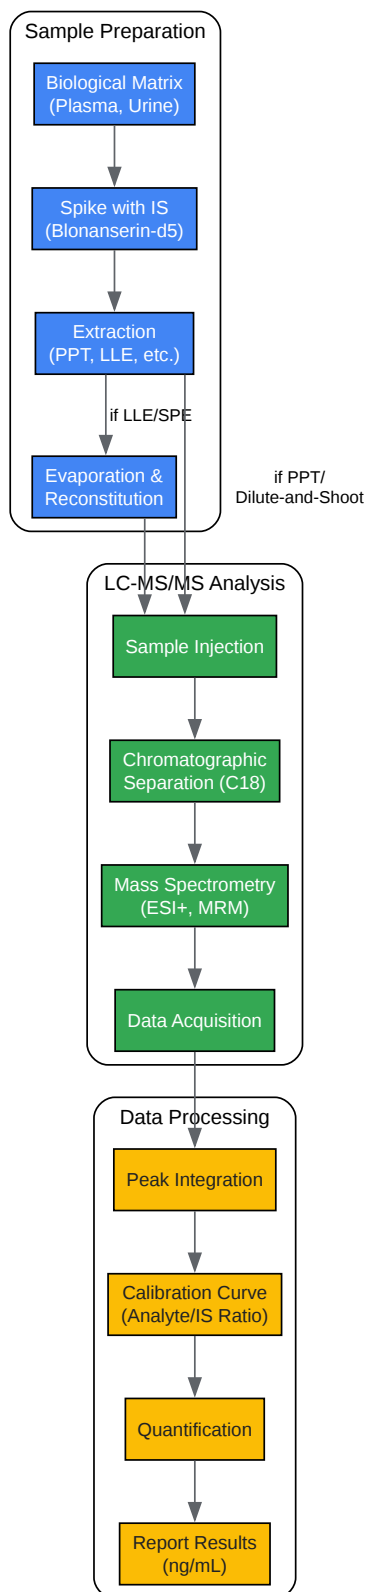 Sample Preparation
Biological Matrix
(Plasma, Urine)
Spike with IS
(Blonanserin-d5)
Extraction
(PPT, LLE, etc.)
if LLE/SPE
Evaporation &
Reconstitution
if PPT/
Dilute-and-Shoot
LC-MS/MS Analysis
Sample Injection
Chromatographic
Separation (C18)
Mass Spectrometry
(ESI+, MRM)
Data Acquisition
Data Processing
Peak Integration
Calibration Curve
(Analyte/IS Ratio)
Quantification
Report Results
(ng/mL)